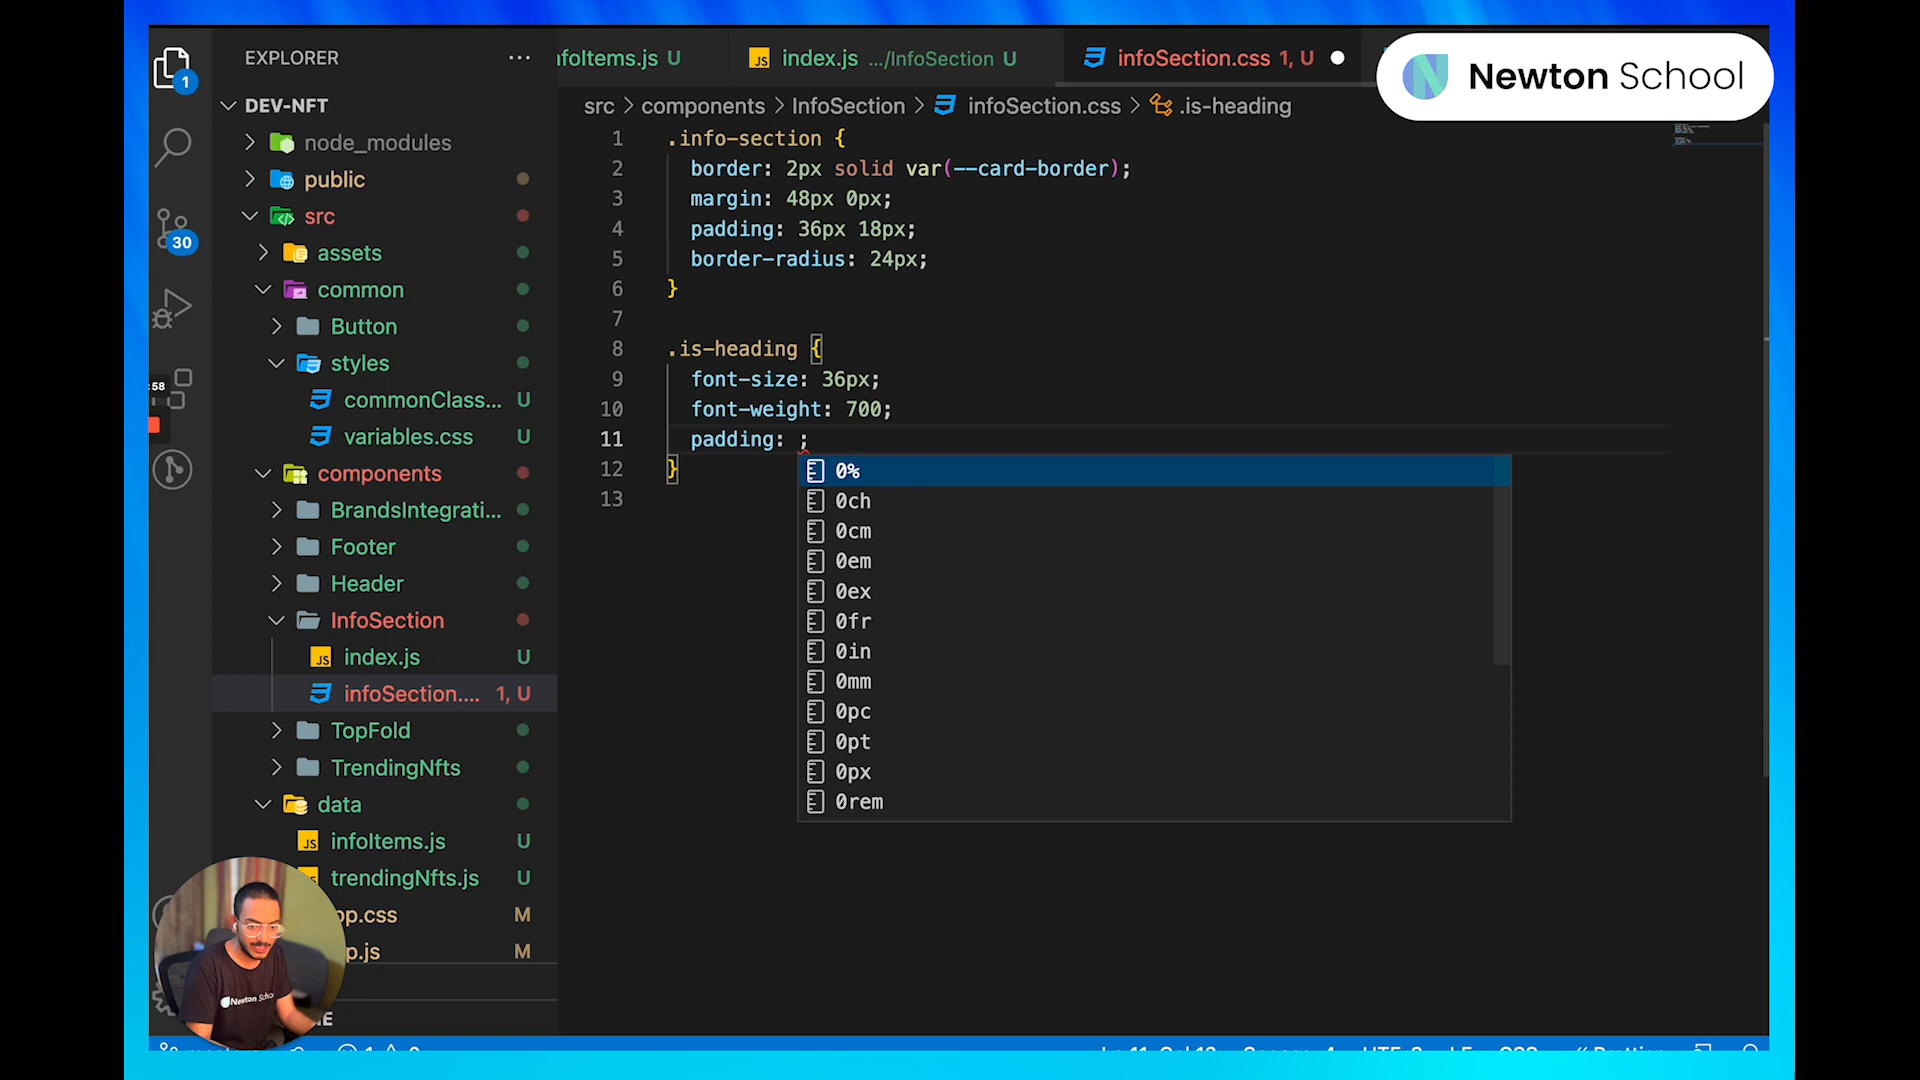 1
30
:58
EXPLORER
DEV-NFT
node_modules
public
src
assets
common
Button
styles
commonClass... U
variables.css U
components
BrandsIntegrati...
Footer
Header
InfoSection
index.js U
infoSection.... 1, U
TopFold
TrendingNfts
data
infoItems.js U
trendingNfts.js U
pp.css M
p.js M
nfoItems.js U
index.js .../InfoSection U
infoSection.css 1, U
Newton School
src > components > InfoSection > infoSection.css > .is-heading
1 .info-section {
2 border: 2px solid var(--card-border);
3 margin: 48px 0px;
4 padding: 36px 18px;
5 border-radius: 24px;
6 }
7
8 .is-heading {
9 font-size: 36px;
10 font-weight: 700;
11 padding: ;
12 }
13
0%
0ch
0cm
0em
0ex
0fr
0in
0mm
0pc
0pt
0px
0rem
Newton Scho